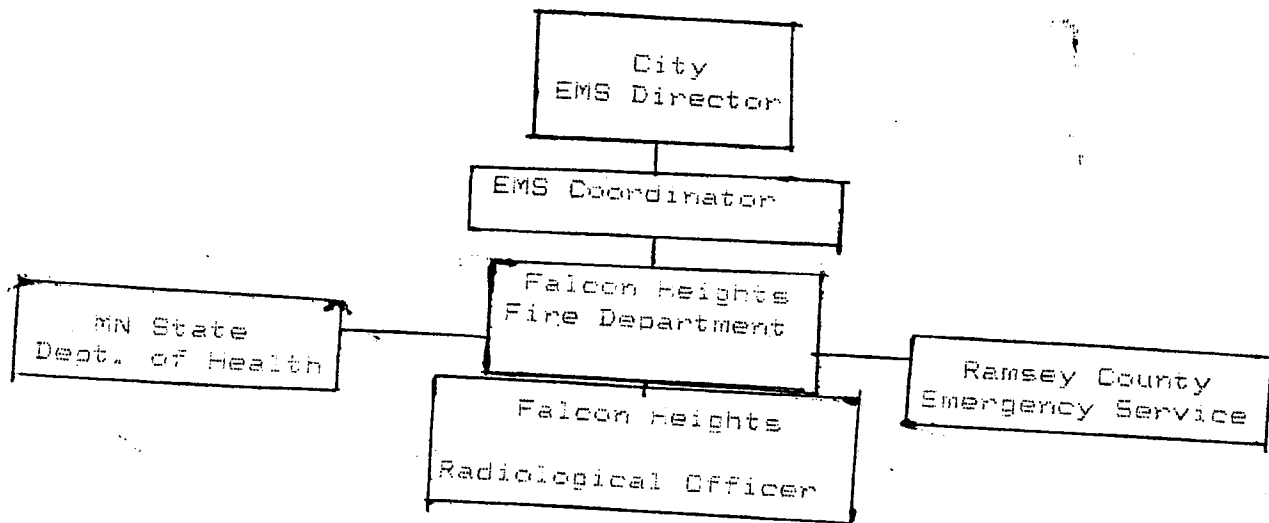 City
EMS Director
EMS Coordinator
Falcon Heights
Fire Department
MN State
Dept. of Health
Ramsey County
Emergency Service
Falcon Heights
Radiological Officer